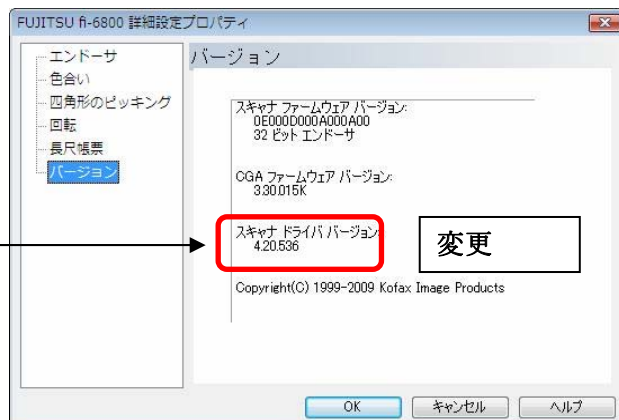 FUJITSU fi-6800 詳細設定プロパティ
エンドーサ
色合い
四角形のピッキング
回転
長尺帳票
バージョン
バージョン
スキャナ ファームウェア バージョン:
0E000D000A000A00
32 ビット エンドーサ
CGA ファームウェア バージョン:
3.30.015K
スキャナ ドライバ バージョン:
4.20.536
変更
Copyright(C) 1999-2009 Kofax Image Products
OK
キャンセル
ヘルプ